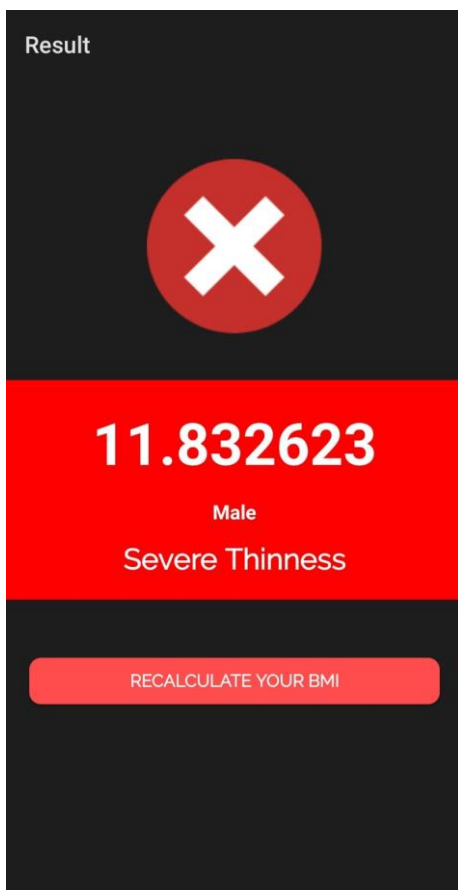 Result
11.832623
Male
Severe Thinness
RECALCULATE YOUR BMI